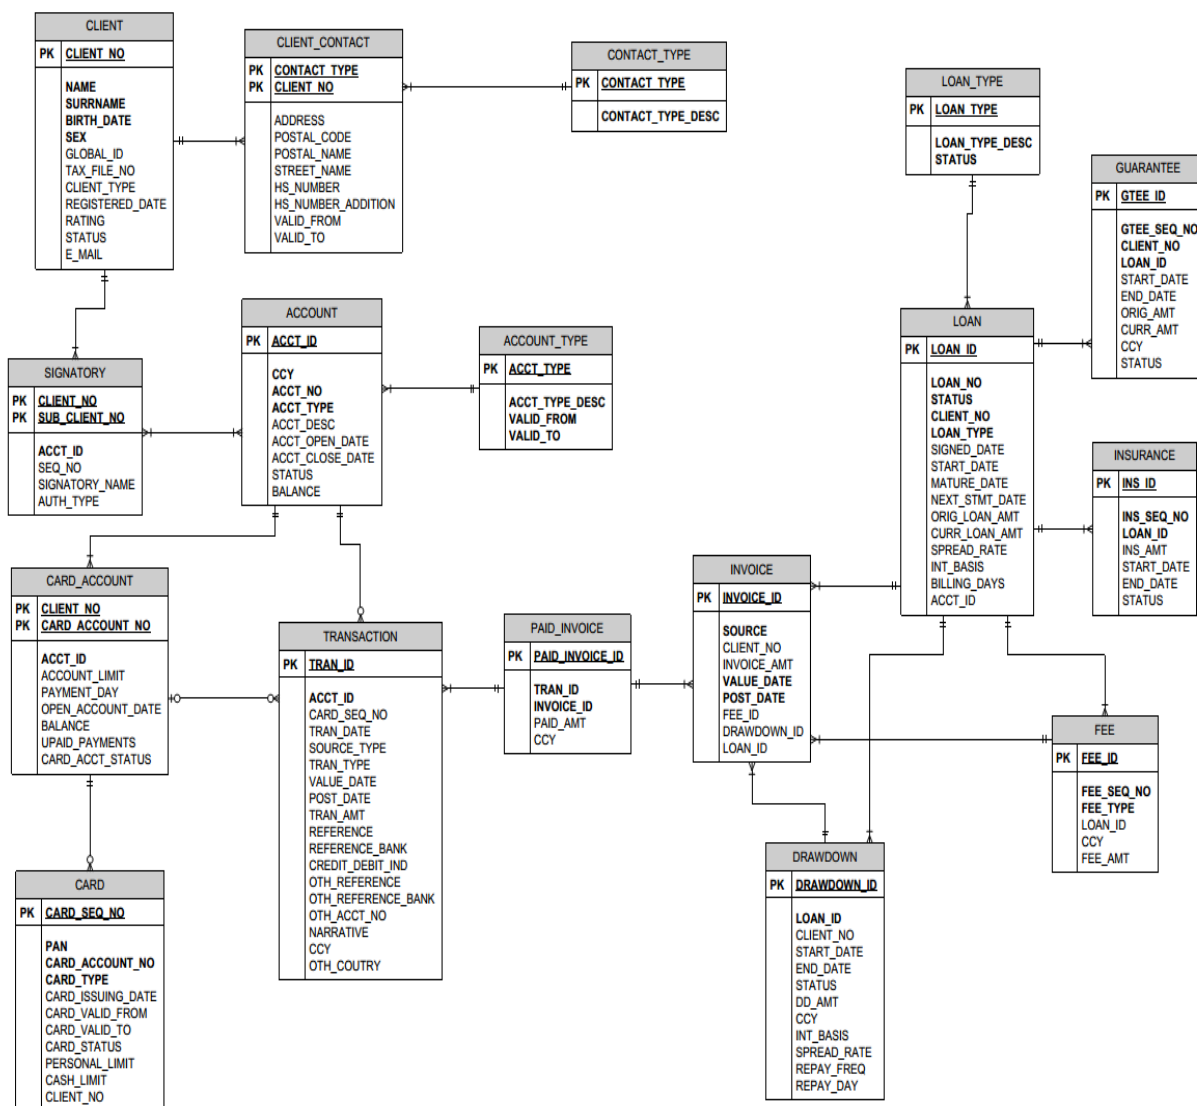 CLIENT
PK CLIENT_NO
NAME
SURRNAME
BIRTH_DATE
SEX
GLOBAL_ID
TAX_FILE_NO
CLIENT_TYPE
REGISTERED_DATE
RATING
STATUS
E_MAIL
CLIENT_CONTACT
PK CONTACT_TYPE
PK CLIENT_NO
ADDRESS
POSTAL_CODE
POSTAL_NAME
STREET_NAME
HS_NUMBER
HS_NUMBER_ADDITION
VALID_FROM
VALID_TO
CONTACT_TYPE
PK CONTACT_TYPE
CONTACT_TYPE_DESC
LOAN_TYPE
PK LOAN_TYPE
LOAN_TYPE_DESC
STATUS
GUARANTEE
PK GTEE_ID
GTEE_SEQ_NO
CLIENT_NO
LOAN_ID
START_DATE
END_DATE
ORIG_AMT
CURR_AMT
CCY
STATUS
SIGNATORY
PK CLIENT_NO
PK SUB_CLIENT_NO
ACCT_ID
SEQ_NO
SIGNATORY_NAME
AUTH_TYPE
ACCOUNT
PK ACCT_ID
CCY
ACCT_NO
ACCT_TYPE
ACCT_DESC
ACCT_OPEN_DATE
ACCT_CLOSE_DATE
STATUS
BALANCE
ACCOUNT_TYPE
PK ACCT_TYPE
ACCT_TYPE_DESC
VALID_FROM
VALID_TO
LOAN
PK LOAN_ID
LOAN_NO
STATUS
CLIENT_NO
LOAN_TYPE
SIGNED_DATE
START_DATE
MATURE_DATE
NEXT_STMT_DATE
ORIG_LOAN_AMT
CURR_LOAN_AMT
SPREAD_RATE
INT_BASIS
BILLING_DAYS
ACCT_ID
INSURANCE
PK INS_ID
INS_SEQ_NO
LOAN_ID
INS_AMT
START_DATE
END_DATE
STATUS
CARD_ACCOUNT
PK CLIENT_NO
PK CARD_ACCOUNT_NO
ACCT_ID
ACCOUNT_LIMIT
PAYMENT_DAY
OPEN_ACCOUNT_DATE
BALANCE
UPAID_PAYMENTS
CARD_ACCT_STATUS
TRANSACTION
PK TRAN_ID
ACCT_ID
CARD_SEQ_NO
TRAN_DATE
SOURCE_TYPE
TRAN_TYPE
VALUE_DATE
POST_DATE
TRAN_AMT
REFERENCE
REFERENCE_BANK
CREDIT_DEBIT_IND
OTH_REFERENCE
OTH_REFERENCE_BANK
OTH_ACCT_NO
NARRATIVE
CCY
OTH_COUTRY
PAID_INVOICE
PK PAID_INVOICE_ID
TRAN_ID
INVOICE_ID
PAID_AMT
CCY
INVOICE
PK INVOICE_ID
SOURCE
CLIENT_NO
INVOICE_AMT
VALUE_DATE
POST_DATE
FEE_ID
DRAWDOWN_ID
LOAN_ID
FEE
PK FEE_ID
FEE_SEQ_NO
FEE_TYPE
LOAN_ID
CCY
FEE_AMT
CARD
PK CARD_SEQ_NO
PAN
CARD_ACCOUNT_NO
CARD_TYPE
CARD_ISSUING_DATE
CARD_VALID_FROM
CARD_VALID_TO
CARD_STATUS
PERSONAL_LIMIT
CASH_LIMIT
CLIENT_NO
DRAWDOWN
PK DRAWDOWN_ID
LOAN_ID
CLIENT_NO
START_DATE
END_DATE
STATUS
DD_AMT
CCY
INT_BASIS
SPREAD_RATE
REPAY_FREQ
REPAY_DAY